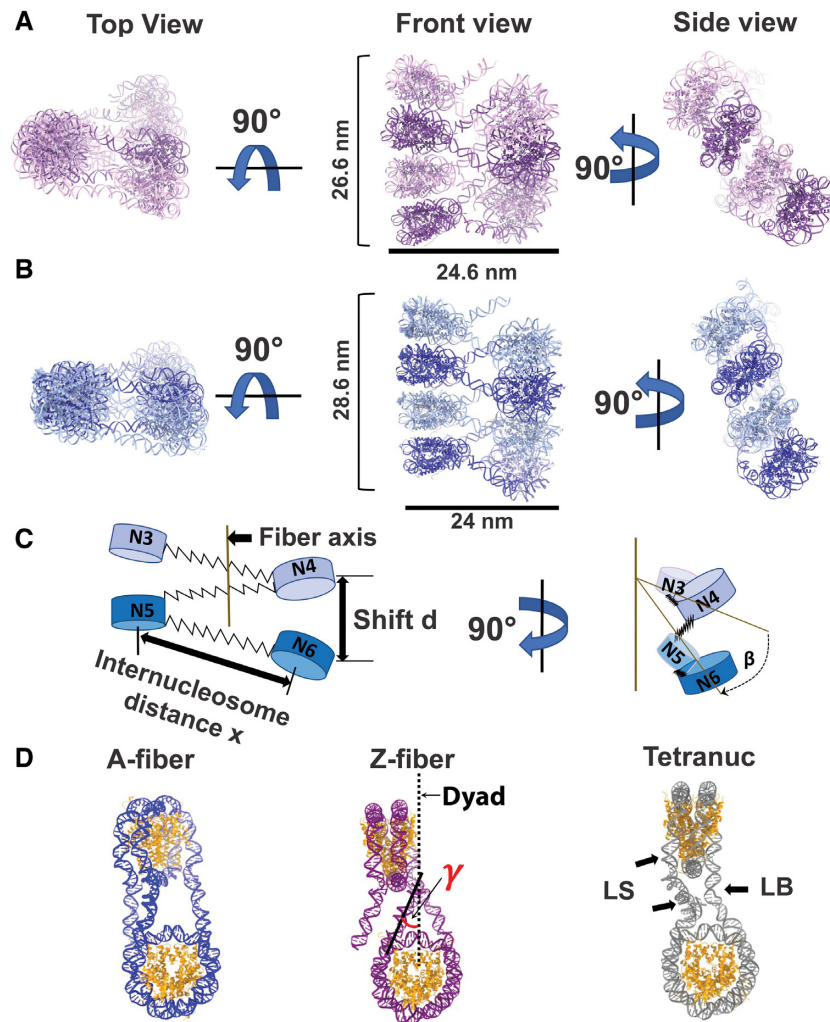 A
Top View
Front view
Side view
90°
26.6 nm
90°
24.6 nm
B
90°
28.6 nm
90°
24 nm
C
N3
Fiber axis
N4
N5
Shift d
N6
Internucleosome
distance x
90°
N3
N4
N5
N6
β
D
A-fiber
Z-fiber
Tetranuc
Dyad
γ
LS
LB